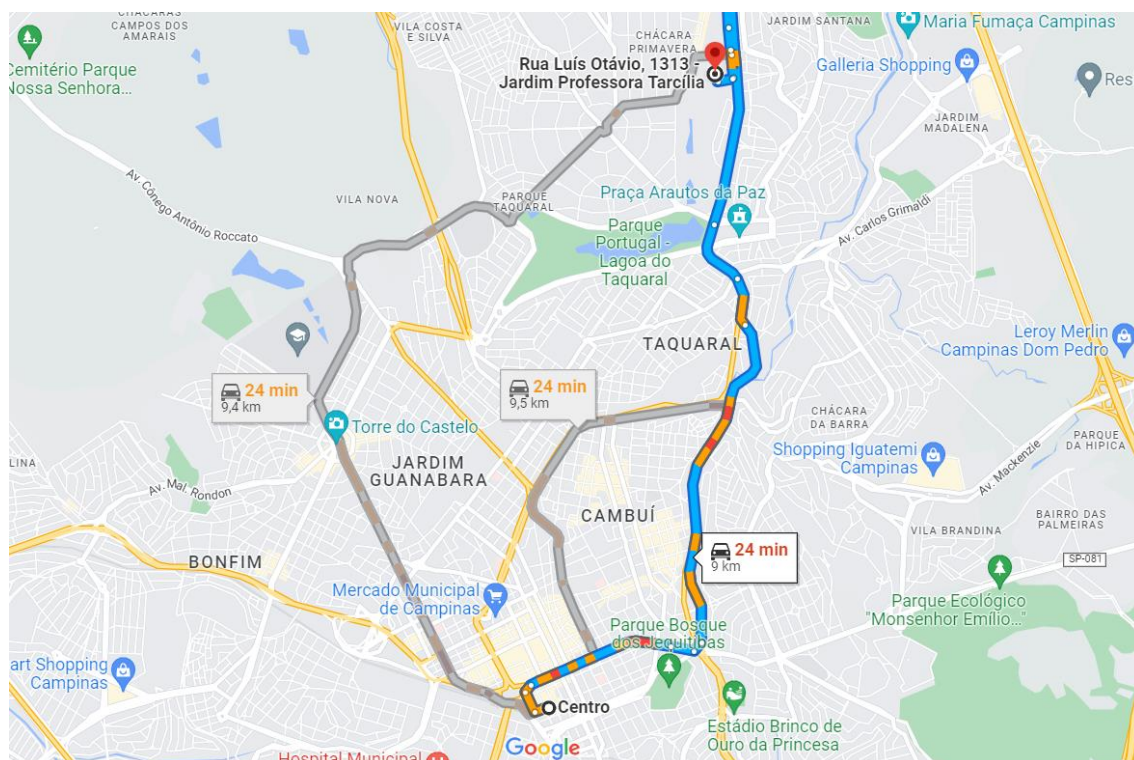 CHÁCARAS
CAMPOS DOS
AMARAIS
VILA COSTA
E SILVA
CHÁCARA
PRIMAVERA
JARDIM SANTANA
Maria Fumaça Campinas
Cemitério Parque
Nossa Senhora...
Rua Luís Otávio, 1313 -
Jardim Professora Tarcília
Galleria Shopping
Res
JARDIM
MADALENA
Av. Cônego Antônio Roccato
VILA NOVA
PARQUE
TAQUARAL
Praça Arautos da Paz
Parque
Portugal -
Lagoa do
Taquaral
Av. Carlos Grimaldi
TAQUARAL
Leroy Merlin
Campinas Dom Pedro
24 min
9,4 km
24 min
9,5 km
Torre do Castelo
CHÁCARA
DA BARRA
PARQUE
DA HIPICA
JARDIM
GUANABARA
Shopping Iguatemi
Campinas
Av. Mackenzie
LINA
Av. Mal. Rondon
CAMBUÍ
BAIRRO DAS
PALMEIRAS
VILA BRANDINA
BONFIM
24 min
9 km
SP-081
Mercado Municipal
de Campinas
Parque Ecológico
"Monsenhor Emílio..."
Parque Bosque
dos Jequitibás
art Shopping
Campinas
Centro
Estádio Brinco de
Ouro da Princesa
Google
Hospital Municipal